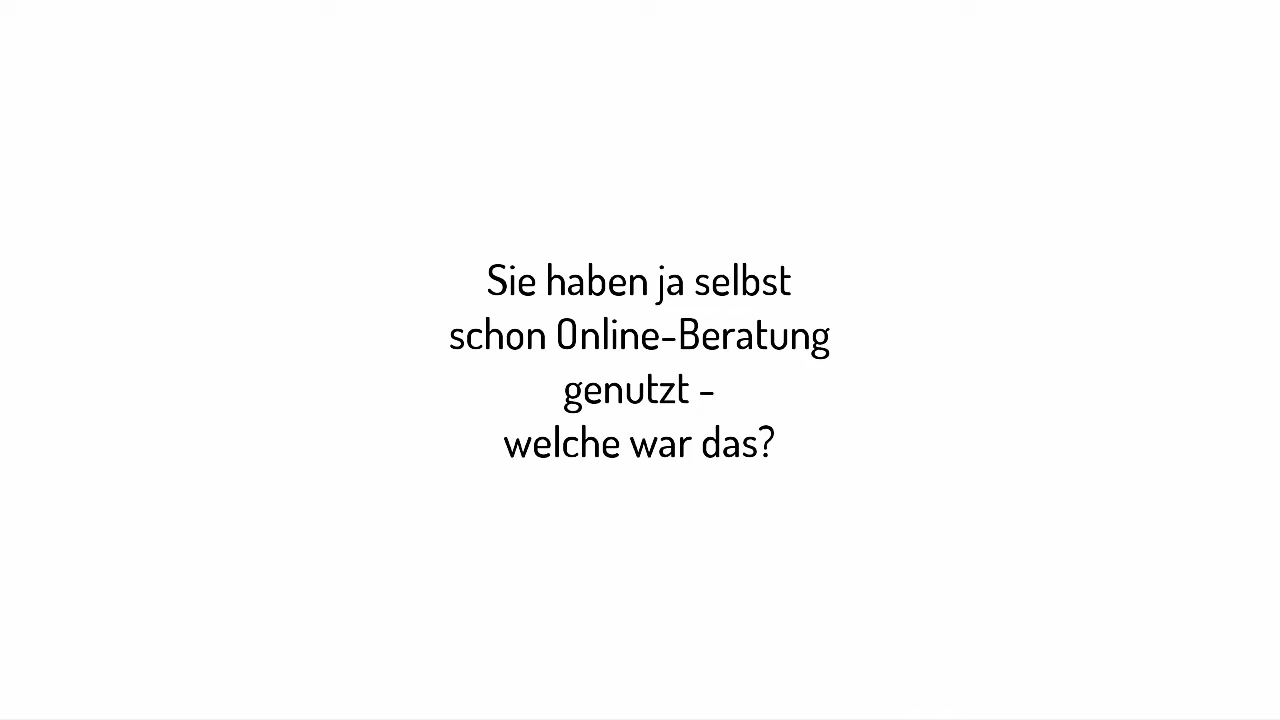 Sie haben ja selbst
schon Online-Beratung
genutzt -
welche war das?